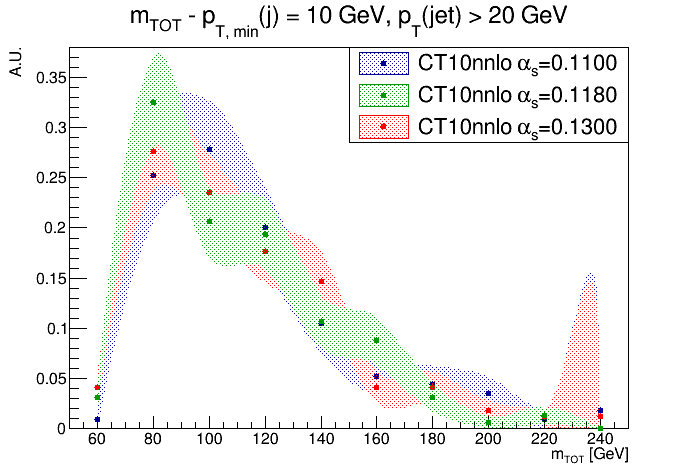 m_TOT - p_T, min(j) = 10 GeV, p_T(jet) > 20 GeV
A.U.
CT10nnlo α_s=0.1100
CT10nnlo α_s=0.1180
CT10nnlo α_s=0.1300
0.35
0.3
0.25
0.2
0.15
0.1
0.05
0
60 80 100 120 140 160 180 200 220 240
m_TOT [GeV]